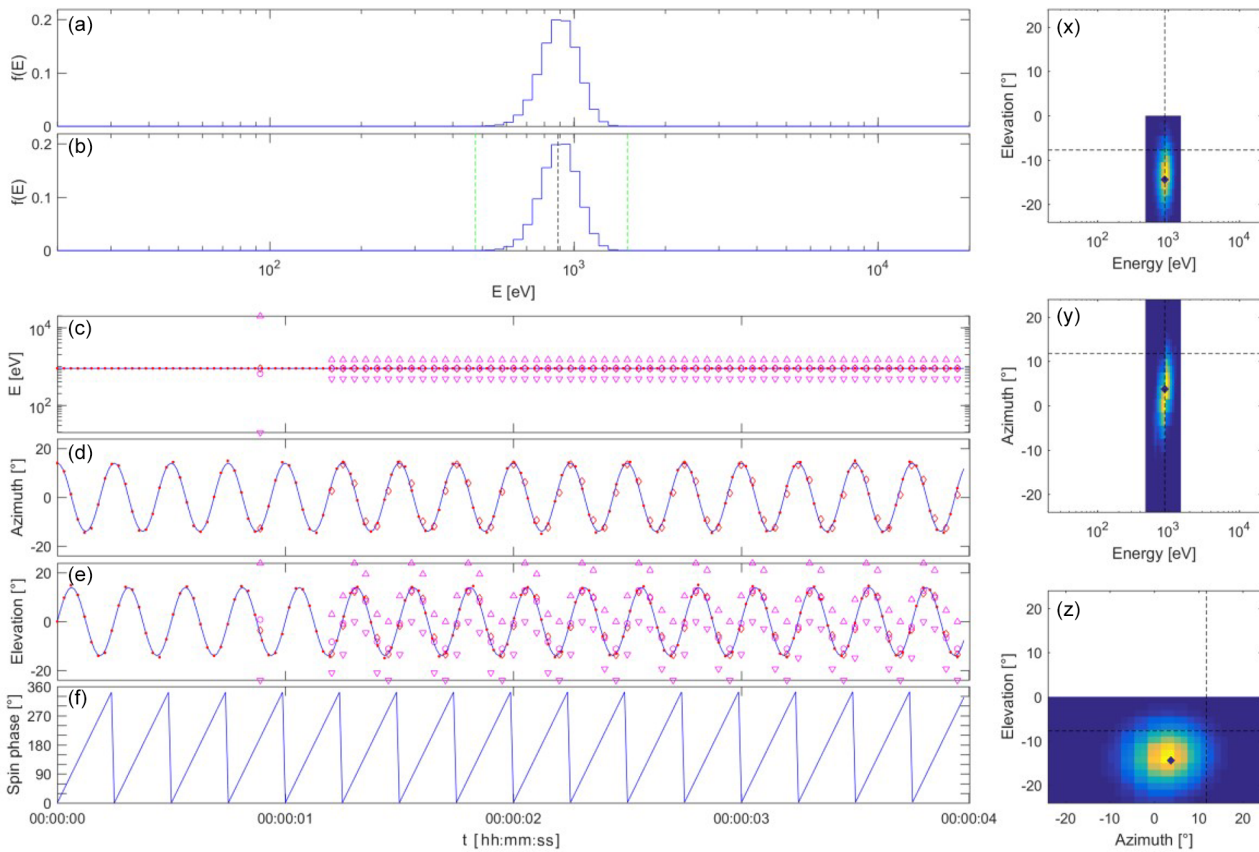 (a)
f(E)
0.2
0.1
0
(b)
f(E)
0.2
0.1
0
10²
10³
10⁴
E [eV]
(c)
E [eV]
10⁴
10²
(d)
Azimuth [°]
20
0
-20
(e)
Elevation [°]
20
0
-20
(f)
Spin phase [°]
360
270
180
90
0
00:00:00
00:00:01
00:00:02
00:00:03
00:00:04
t [hh:mm:ss]
(x)
Elevation [°]
20
10
0
-10
-20
10²
10³
10⁴
Energy [eV]
(y)
Azimuth [°]
20
10
0
-10
-20
10²
10³
10⁴
Energy [eV]
(z)
Elevation [°]
20
10
0
-10
-20
-20
-10
0
10
20
Azimuth [°]